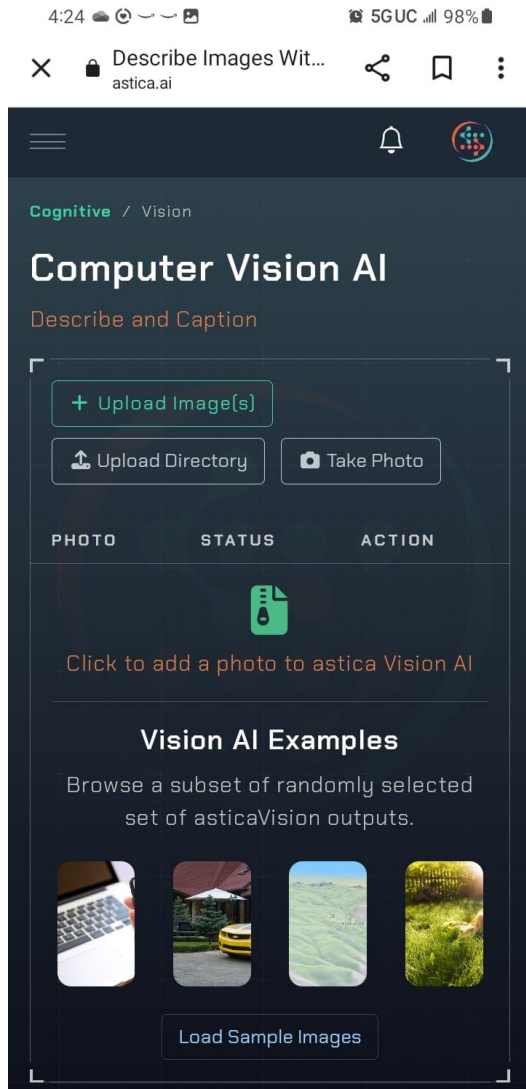 4:24
5GUC 98%
Describe Images Wit...
astica.ai
Cognitive / Vision
Computer Vision AI
Describe and Caption
+ Upload Image(s)
Upload Directory
Take Photo
PHOTO STATUS ACTION
Click to add a photo to astica Vision AI
Vision AI Examples
Browse a subset of randomly selected
set of asticaVision outputs.
Load Sample Images